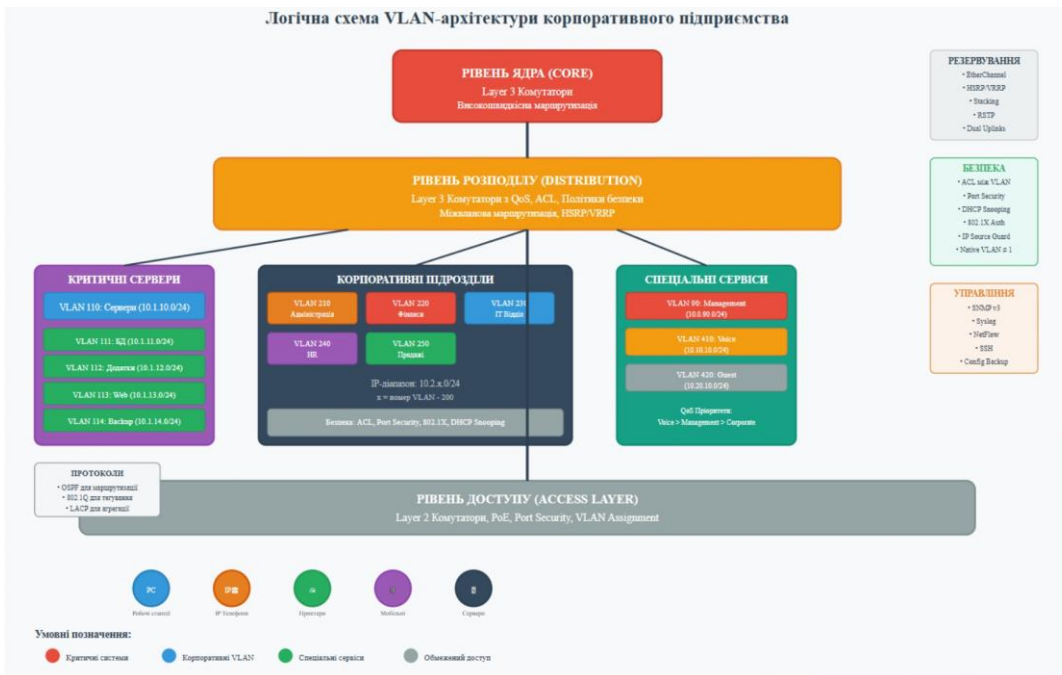 Логічна схема VLAN-архітектури корпоративного підприємства
РІВЕНЬ ЯДРА (CORE)
Layer 3 Комутатори
Високошвидкісна маршрутизація
РЕЗЕРВУВАННЯ
• EtherChannel
• HSRP/VRRP
• Stacking
• RSTP
• Dual Uplinks
РІВЕНЬ РОЗПОДІЛУ (DISTRIBUTION)
Layer 3 Комутатори з QoS, ACL, Політики безпеки
Міжвланова маршрутизація, HSRP/VRRP
БЕЗПЕКА
• ACL між VLAN
• Port Security
• DHCP Snooping
• 802.1X Auth
• IP Source Guard
• Native VLAN ≠ 1
КРИТИЧНІ СЕРВЕРИ
VLAN 110: Сервери (10.1.10.0/24)
VLAN 111: БД (10.1.11.0/24)
VLAN 112: Додатки (10.1.12.0/24)
VLAN 113: Web (10.1.13.0/24)
VLAN 114: Backup (10.1.14.0/24)
КОРПОРАТИВНІ ПІДРОЗДІЛИ
VLAN 210
Адміністрація
VLAN 220
Фінанси
VLAN 230
ІТ Відділ
VLAN 240
HR
VLAN 250
Продажі
IP-діапазон: 10.2.x.0/24
x = номер VLAN - 200
Безпека: ACL, Port Security, 802.1X, DHCP Snooping
СПЕЦІАЛЬНІ СЕРВІСИ
VLAN 90: Management
(10.0.90.0/24)
VLAN 410: Voice
(10.10.10.0/24)
VLAN 420: Guest
(10.20.10.0/24)
QoS Пріоритети:
Voice > Management > Corporate
УПРАВЛІННЯ
• SNMP v3
• Syslog
• NetFlow
• SSH
• Config Backup
ПРОТОКОЛИ
• OSPF для маршрутизації
• 802.1Q для тегування
• LACP для агрегації
РІВЕНЬ ДОСТУПУ (ACCESS LAYER)
Layer 2 Комутатори, PoE, Port Security, VLAN Assignment
PC
IP
Робочі станції
IP Телефони
Принтери
Мобільні
Сервери
Умовні позначення:
Критичні системи
Корпоративні VLAN
Спеціальні сервіси
Обмежений доступ